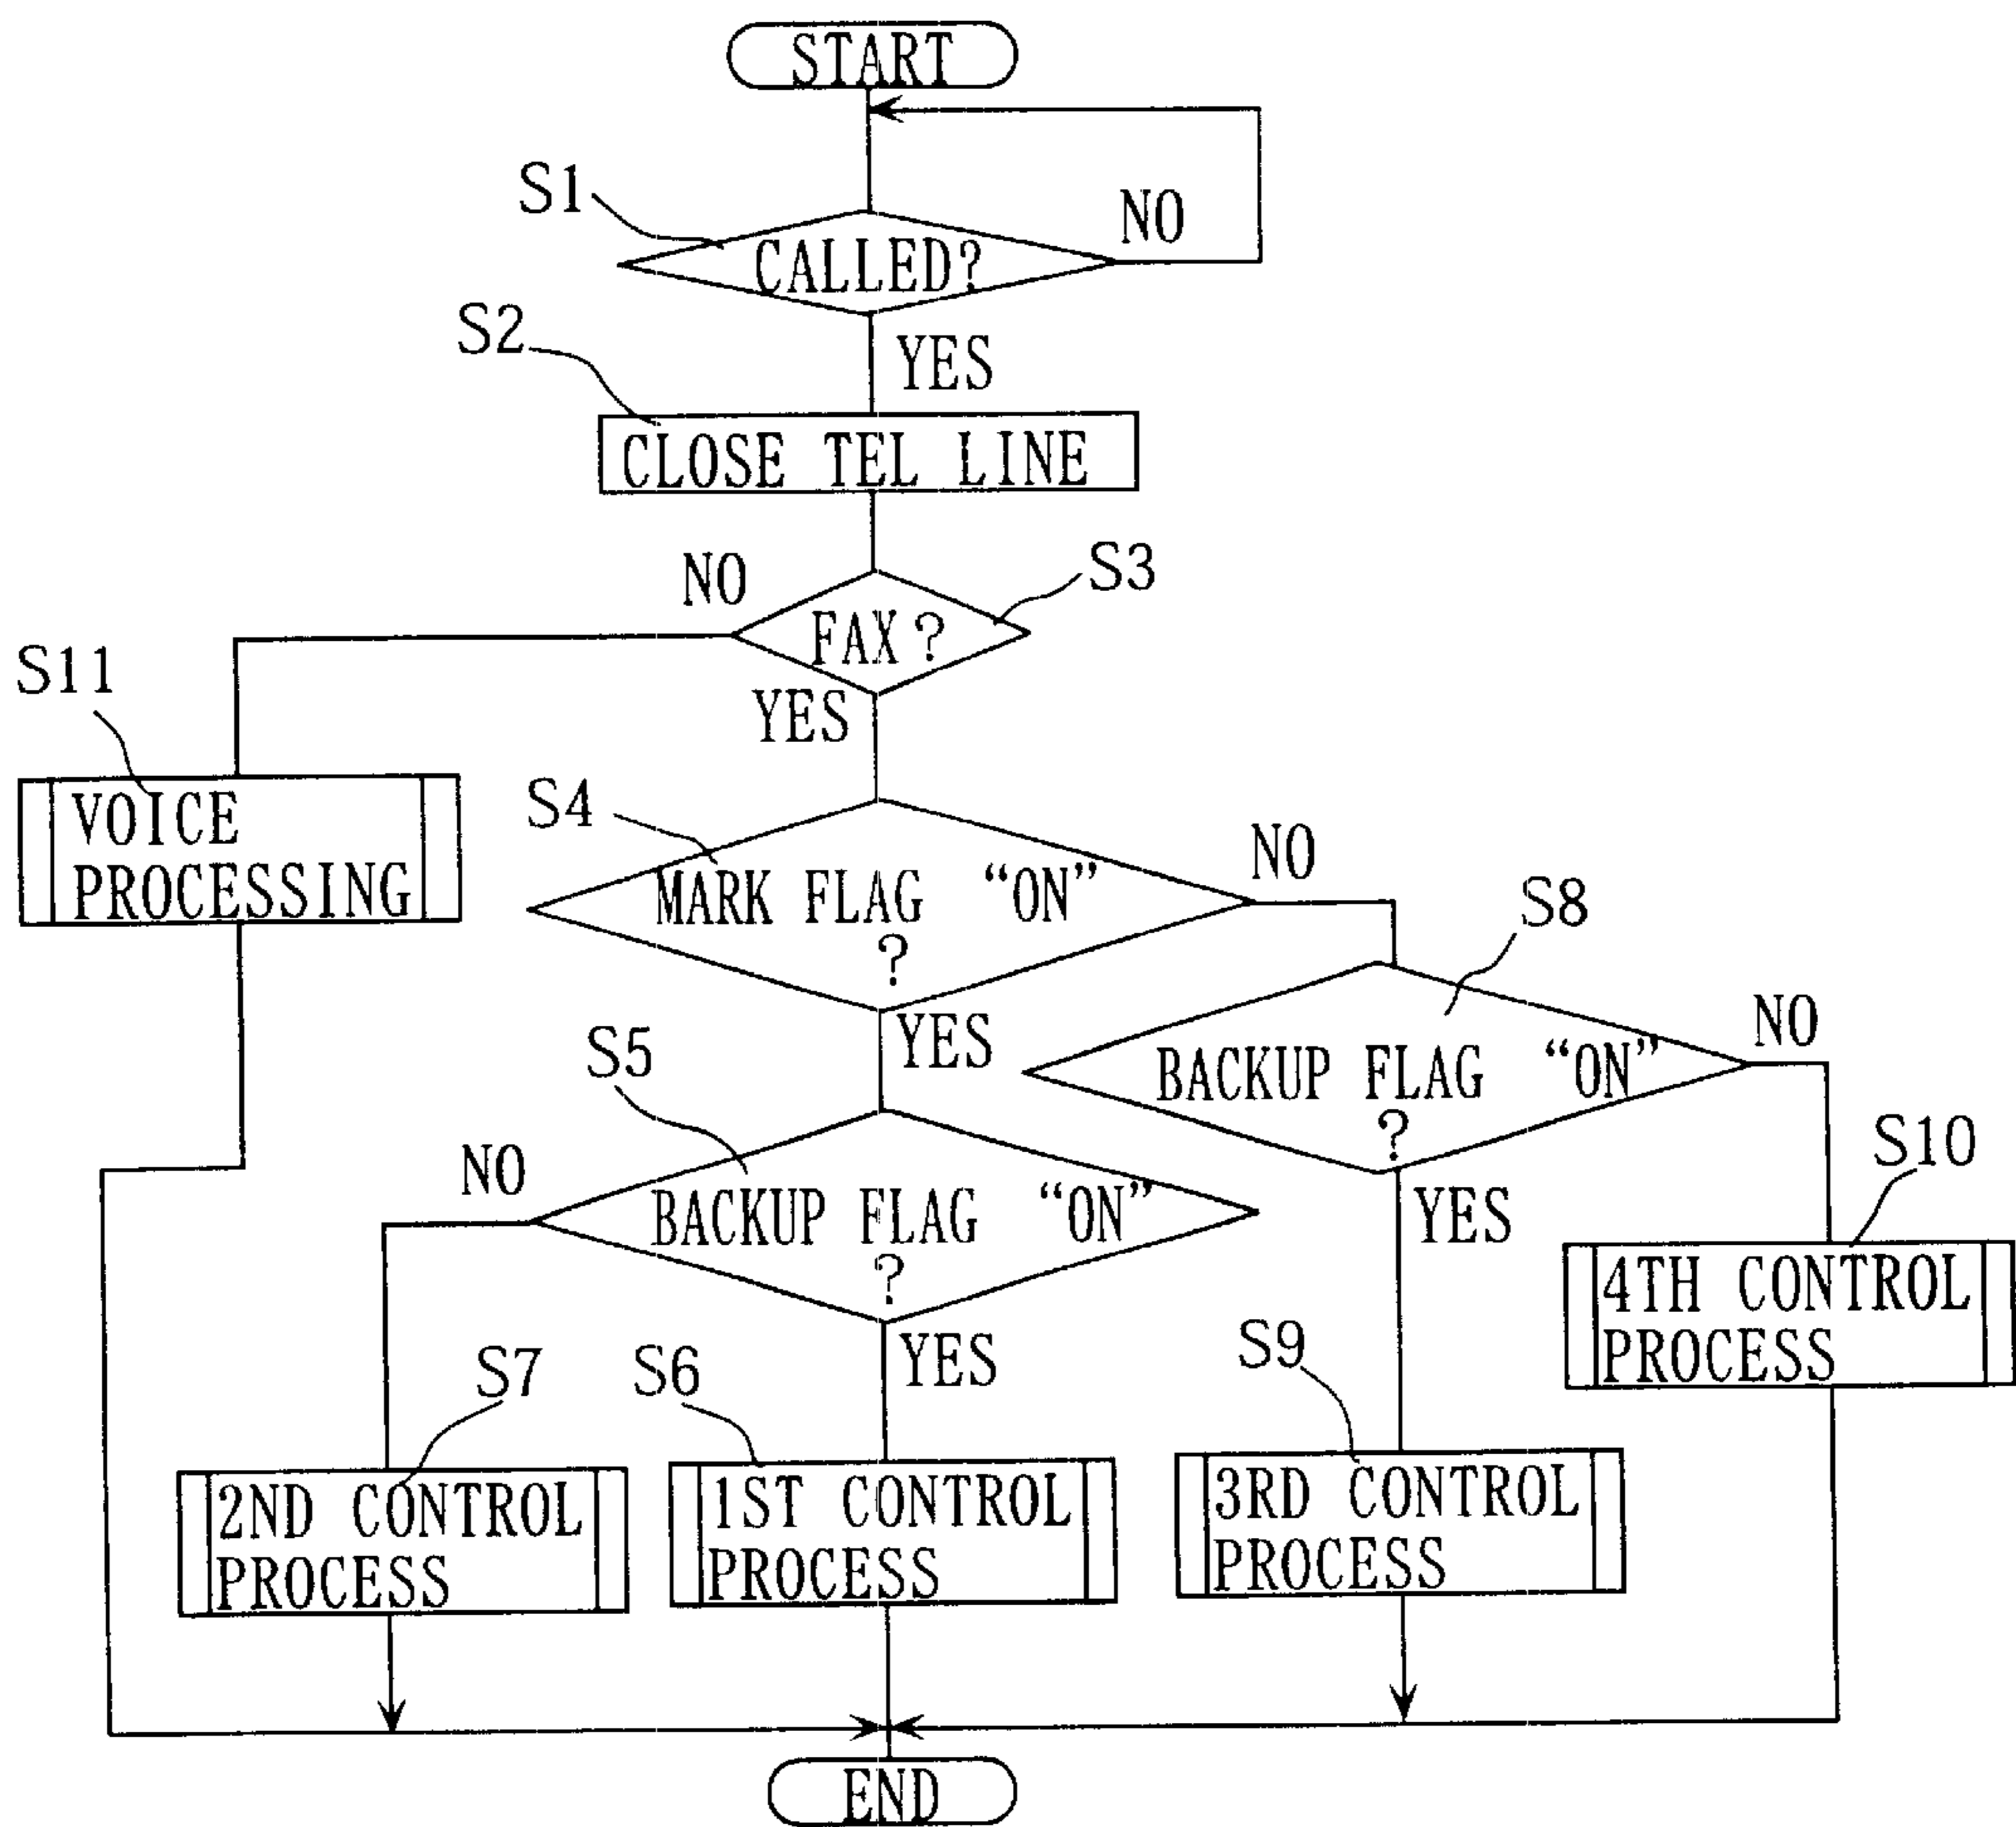 START
S1
CALLED?
NO
S2
YES
CLOSE TEL LINE
NO
S3
FAX?
S11
YES
VOICE
PROCESSING
S4
MARK FLAG "ON"
?
NO
S8
YES
BACKUP FLAG "ON"
?
NO
S5
NO
BACKUP FLAG "ON"
?
YES
S10
4TH CONTROL
PROCESS
S7
S6
YES
S9
2ND CONTROL
PROCESS
1ST CONTROL
PROCESS
3RD CONTROL
PROCESS
END